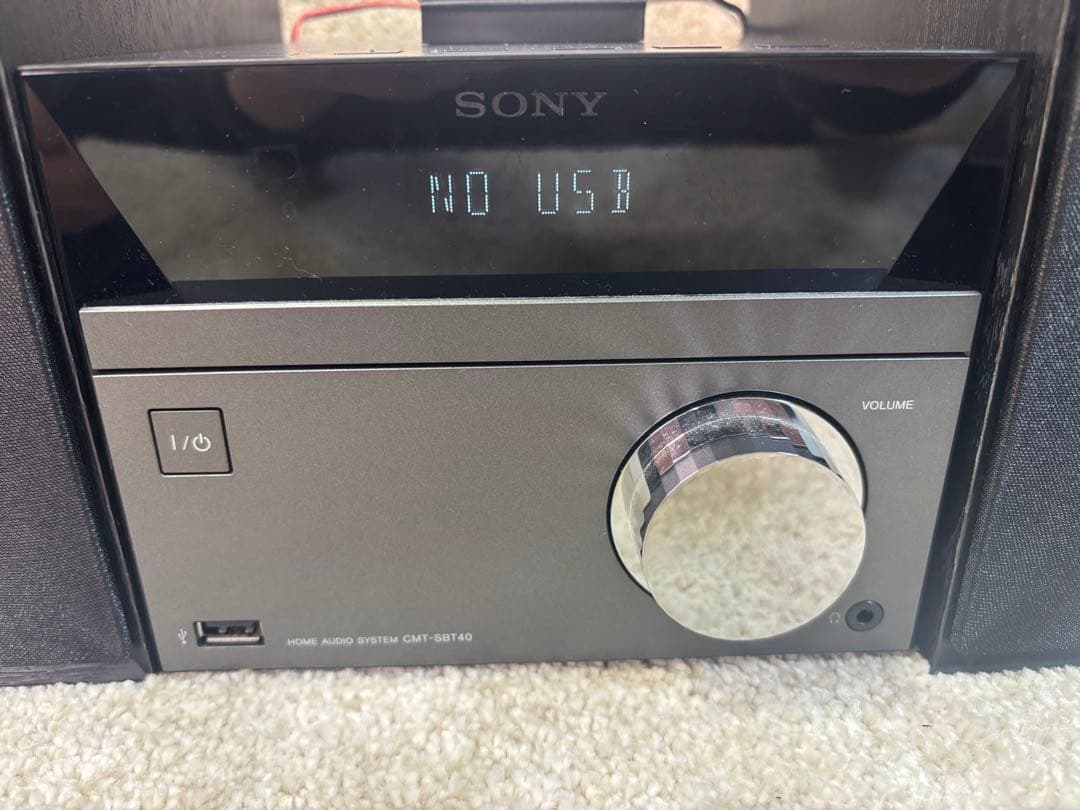 SONY
NO USB
VOLUME
I/⏻
HOME AUDIO SYSTEM CMT-SBT40